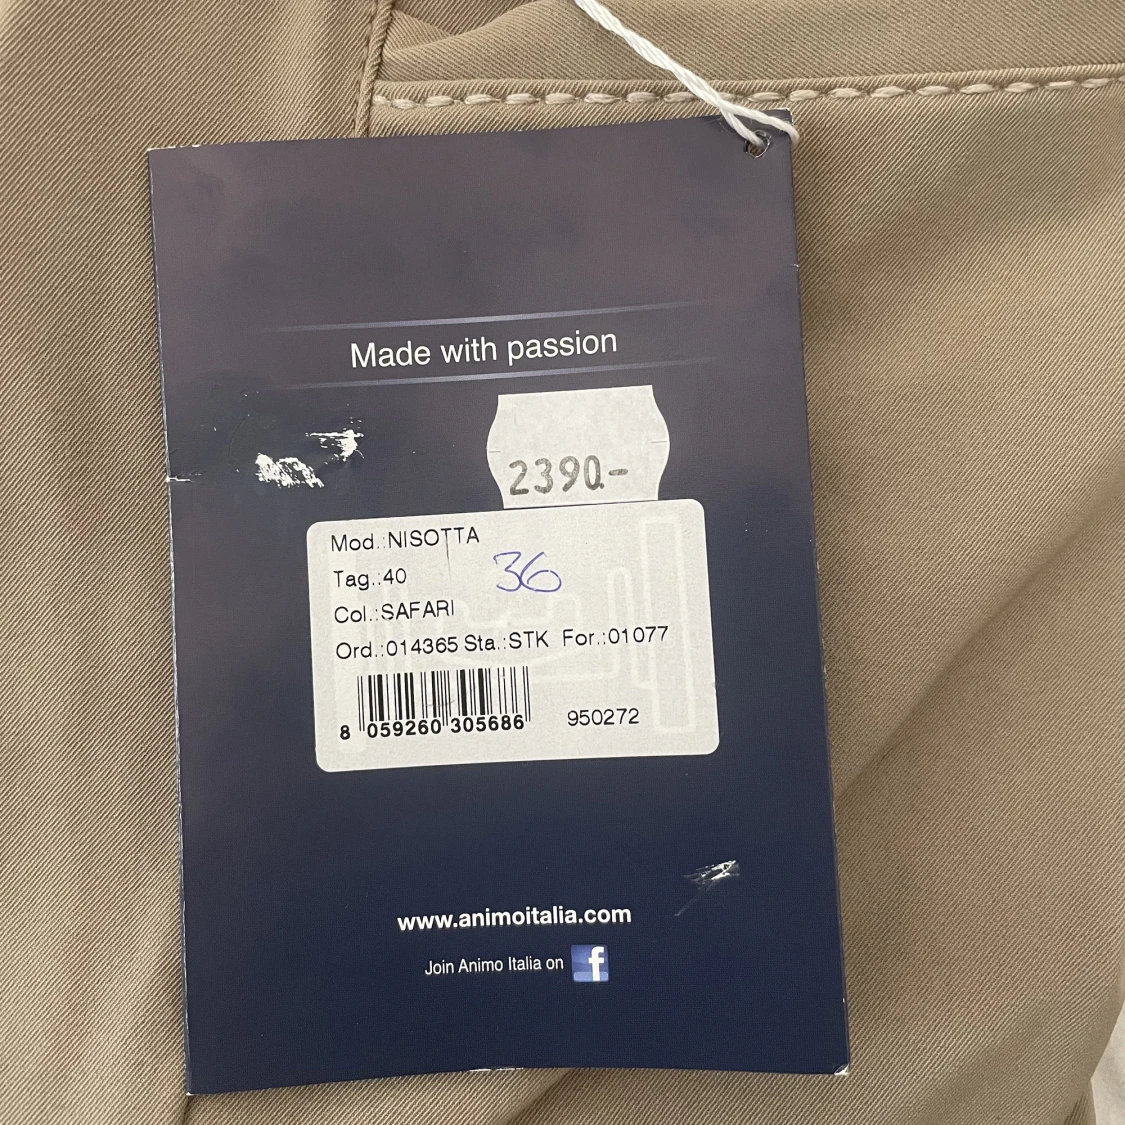 Made with passion
2390.-
Mod.:NISOTTA
36
Tag.:40
Col.:SAFARI
Ord.:014365 Sta.:STK For.:01077
8 059260 305686 950272
www.animoitalia.com
Join Animo Italia on f